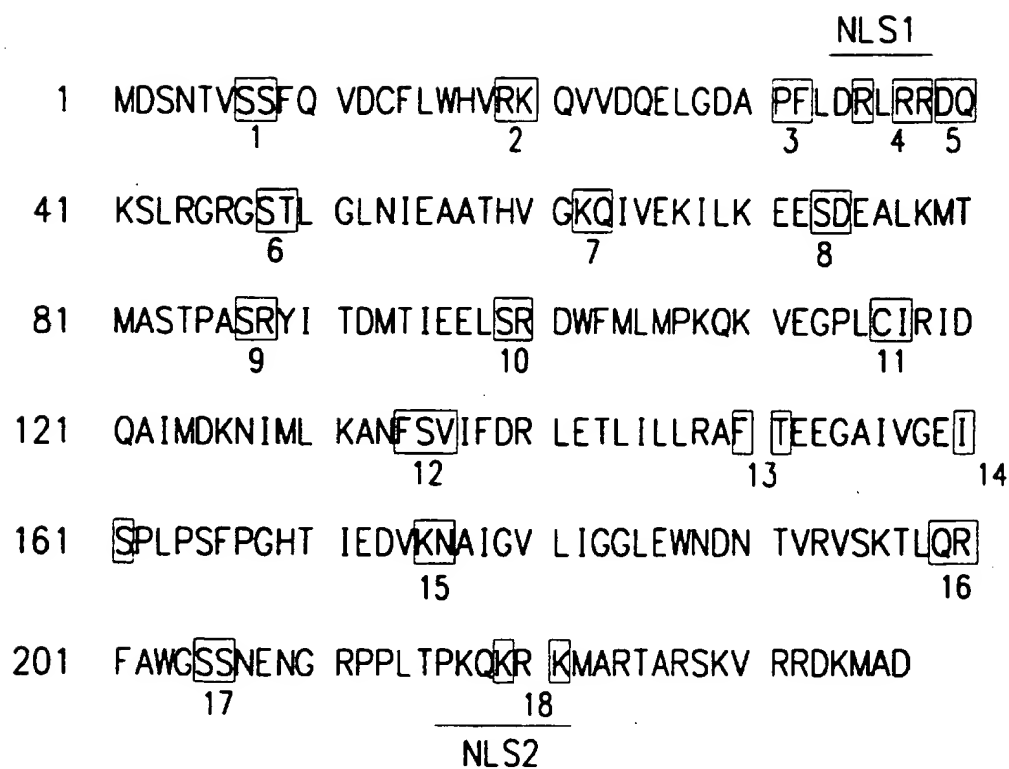 NLS1
1 MDSNTVSSFQ VDCFLWHVRK QVVDQELGDA PFLDRLRRDQ
1 2 3 4 5
41 KSLRGRGSTL GLNIEAATHV GKQIVEKILK EESDEALKMT
6 7 8
81 MASTPASRYI TDMTIEELSR DWFMLMPKQK VEGPLCIRID
9 10 11
121 QAIMDKNIML KANFSVIFDR LETLILLRAF TEEGAIVGEI
12 13 14
161 SPLPSFPGHT IEDVKNAIGV LIGGLEWNDN TVRVSKTLQR
15 16
201 FAWGSSNENG RPPLTPKQKR KMARTARSKV RRDKMAD
17 18
NLS2